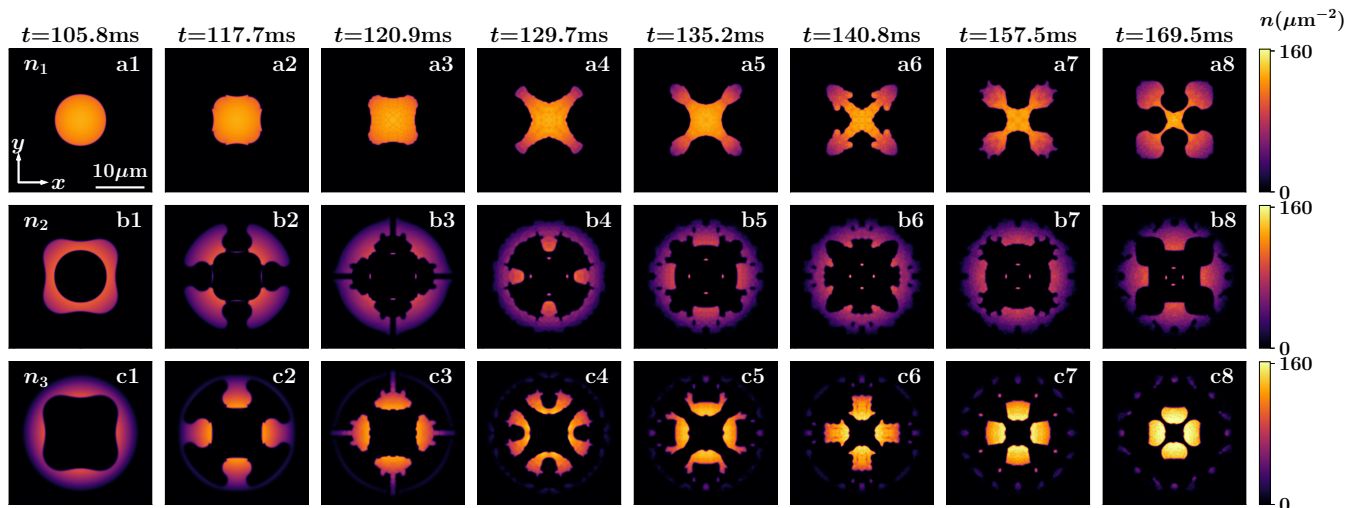 t=105.8ms t=117.7ms t=120.9ms t=129.7ms t=135.2ms t=140.8ms t=157.5ms t=169.5ms n(μm⁻²)
n₁ a1 a2 a3 a4 a5 a6 a7 a8 160
y
x
10μm
0
n₂ b1 b2 b3 b4 b5 b6 b7 b8 160
0
n₃ c1 c2 c3 c4 c5 c6 c7 c8 160
0